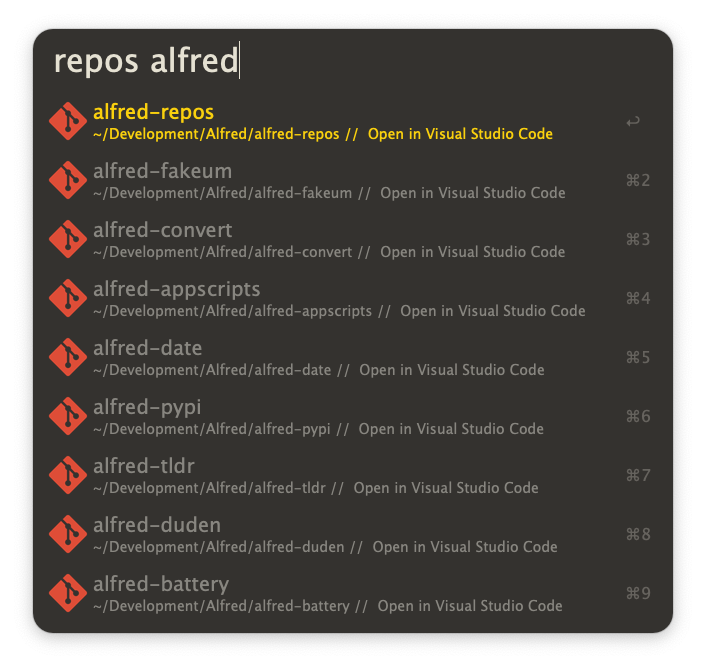 repos alfred
alfred-repos
~/Development/Alfred/alfred-repos // Open in Visual Studio Code
↩
alfred-fakeum
~/Development/Alfred/alfred-fakeum // Open in Visual Studio Code
⌘2
alfred-convert
~/Development/Alfred/alfred-convert // Open in Visual Studio Code
⌘3
alfred-appscripts
~/Development/Alfred/alfred-appscripts // Open in Visual Studio Code
⌘4
alfred-date
~/Development/Alfred/alfred-date // Open in Visual Studio Code
⌘5
alfred-pypi
~/Development/Alfred/alfred-pypi // Open in Visual Studio Code
⌘6
alfred-tldr
~/Development/Alfred/alfred-tldr // Open in Visual Studio Code
⌘7
alfred-duden
~/Development/Alfred/alfred-duden // Open in Visual Studio Code
⌘8
alfred-battery
~/Development/Alfred/alfred-battery // Open in Visual Studio Code
⌘9